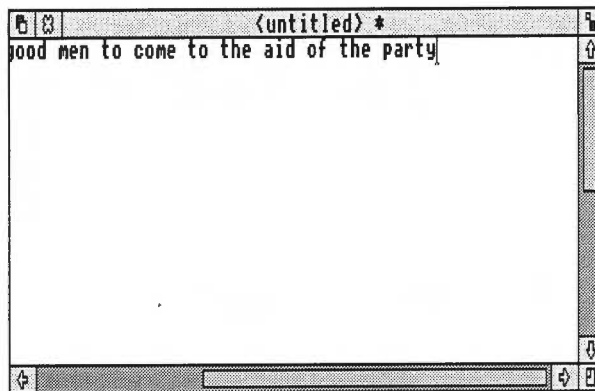 <untitled> *
good men to come to the aid of the party